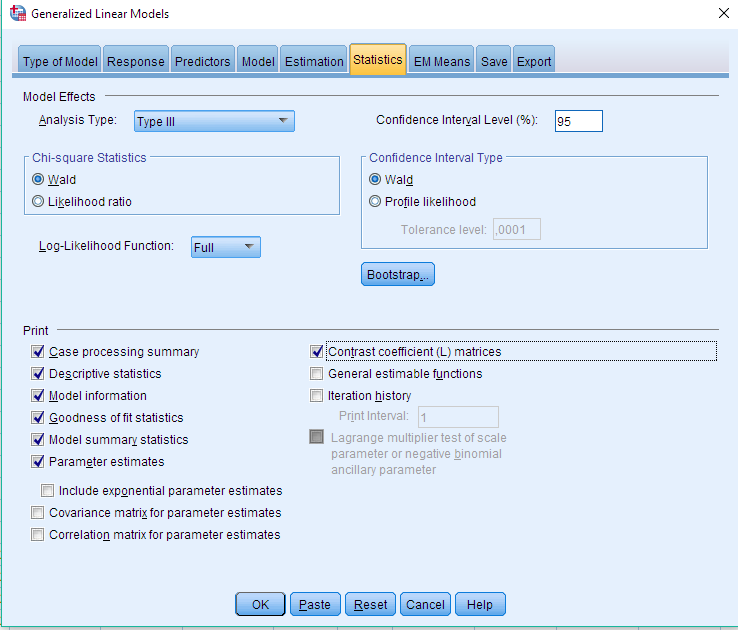 Generalized Linear Models
Type of Model Response Predictors Model Estimation Statistics EM Means Save Export
Model Effects
Analysis Type: Type III
Confidence Interval Level (%): 95
Chi-square Statistics
Wald
Likelihood ratio
Confidence Interval Type
Wald
Profile likelihood
Tolerance level: ,0001
Log-Likelihood Function: Full
Bootstrap...
Print
Case processing summary
Descriptive statistics
Model information
Goodness of fit statistics
Model summary statistics
Parameter estimates
Include exponential parameter estimates
Covariance matrix for parameter estimates
Correlation matrix for parameter estimates
Contrast coefficient (L) matrices
General estimable functions
Iteration history
Print Interval: 1
Lagrange multiplier test of scale
parameter or negative binomial
ancillary parameter
OK Paste Reset Cancel Help